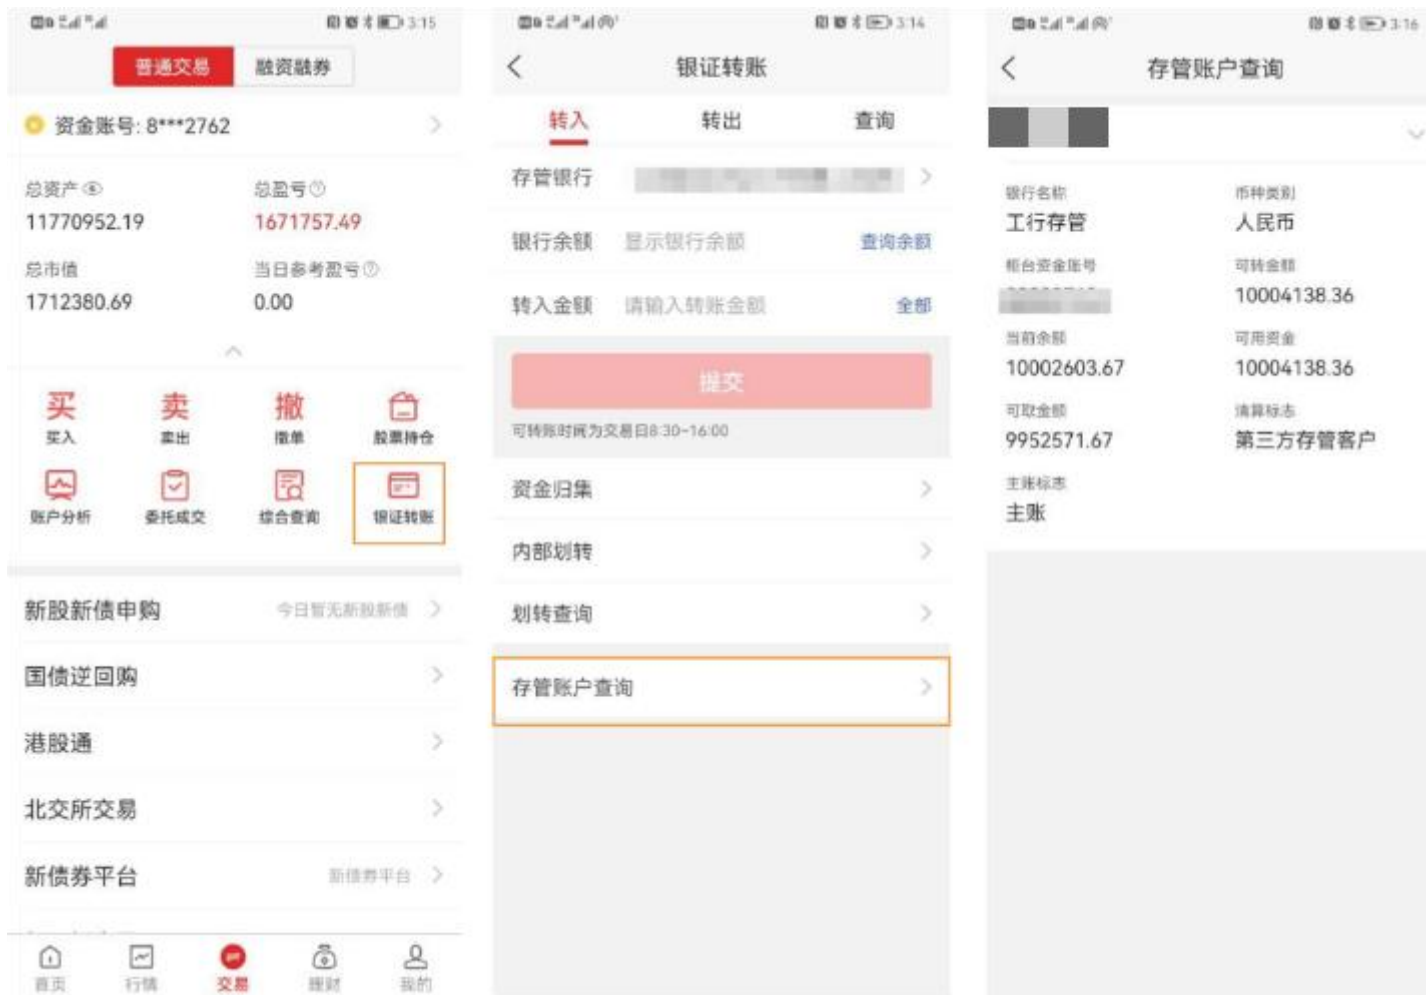 3:15
普通交易 融资融券
资金账号: 8***2762
总资产 总盈亏
11770952.19 1671757.49
总市值 当日参考盈亏
1712380.69 0.00
买 卖 撤
买入 卖出 撤单 股票持仓
账户分析 委托成交 综合查询 银证转账
新股新债申购 今日暂无新股新债
国债逆回购
港股通
北交所交易
新债券平台 新债券平台
首页 行情 交易 理财 我的
3:14
银证转账
转入 转出 查询
存管银行
银行余额 显示银行余额 查询余额
转入金额 请输入转账金额 全部
提交
可转账时间为交易日8:30~16:00
资金归集
内部划转
划转查询
存管账户查询
3:16
存管账户查询
银行名称 币种类别
工行存管 人民币
柜台资金账号 可转金额
10004138.36
当前余额 可用资金
10002603.67 10004138.36
可取金额 清算标志
9952571.67 第三方存管客户
主账标志
主账